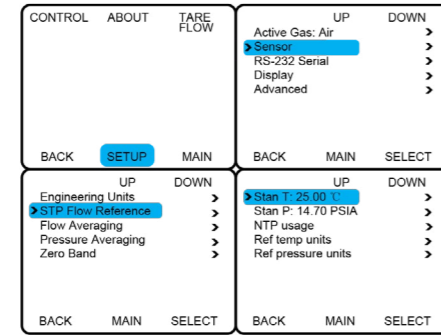 CONTROL ABOUT TARE
FLOW
BACK SETUP MAIN
UP DOWN
Active Gas: Air >
> Sensor >
RS-232 Serial >
Display >
Advanced >
BACK MAIN SELECT
UP DOWN
Engineering Units >
> STP Flow Reference >
Flow Averaging >
Pressure Averaging >
Zero Band >
BACK MAIN SELECT
UP DOWN
> Stan T: 25.00 ℃ >
Stan P: 14.70 PSIA >
NTP usage >
Ref temp units >
Ref pressure units >
BACK MAIN SELECT